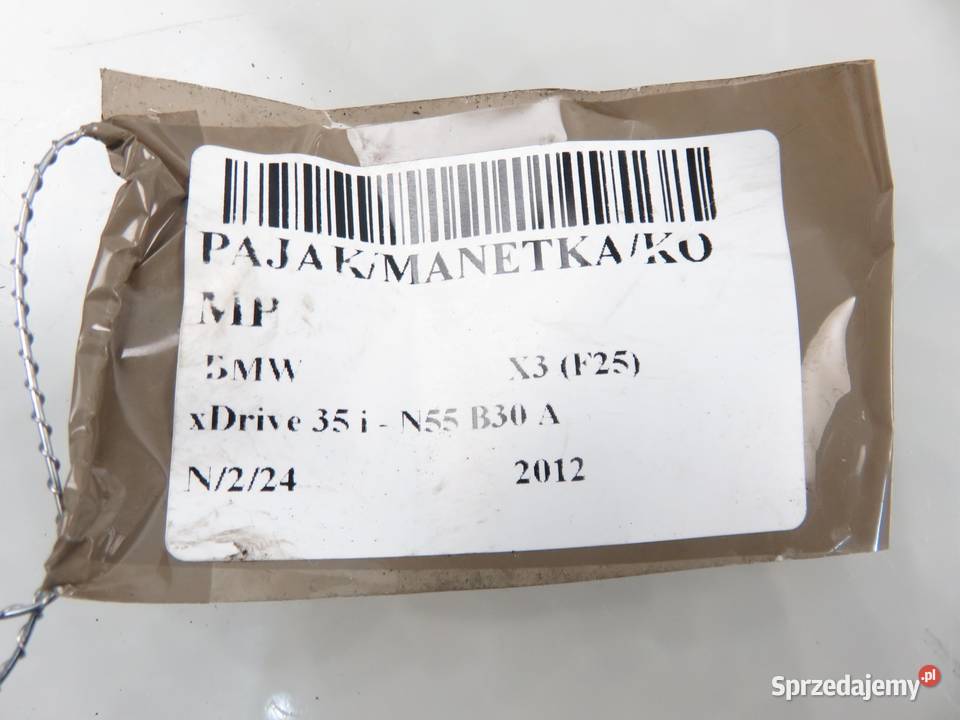 PAJAK/MANETKA/KO
MP
BMW X3 (F25)
xDrive 35 i - N55 B30 A
N/2/24 2012
Sprzedajemy.pl